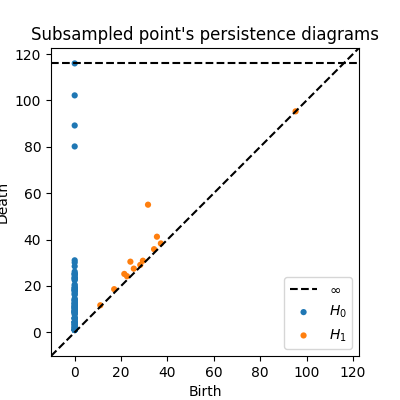 Subsampled point's persistence diagrams
120
100
80
60
40
20
0
Death
0 20 40 60 80 100 120
Birth
∞
H₀
H₁